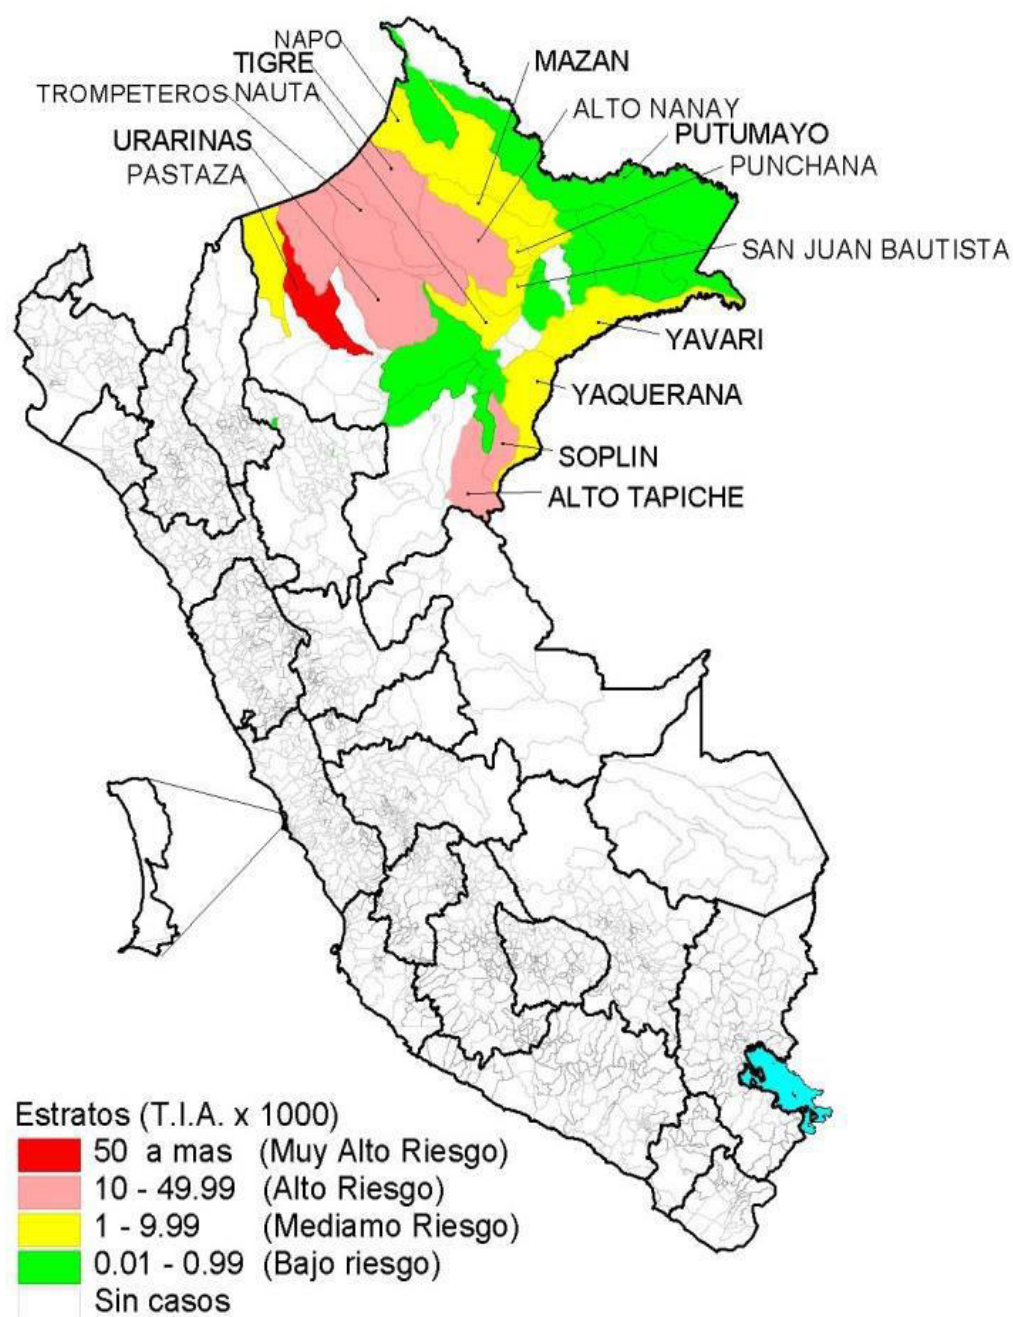 NAPO
TIGRE
MAZAN
TROMPETEROS NAUTA
ALTO NANAY
URARINAS
PUTUMAYO
PASTAZA
PUNCHANA
SAN JUAN BAUTISTA
YAVARI
YAQUERANA
SOPLIN
ALTO TAPICHE
Estratos (T.I.A. x 1000)
50 a mas (Muy Alto Riesgo)
10 - 49.99 (Alto Riesgo)
1 - 9.99 (Mediamo Riesgo)
0.01 - 0.99 (Bajo riesgo)
Sin casos